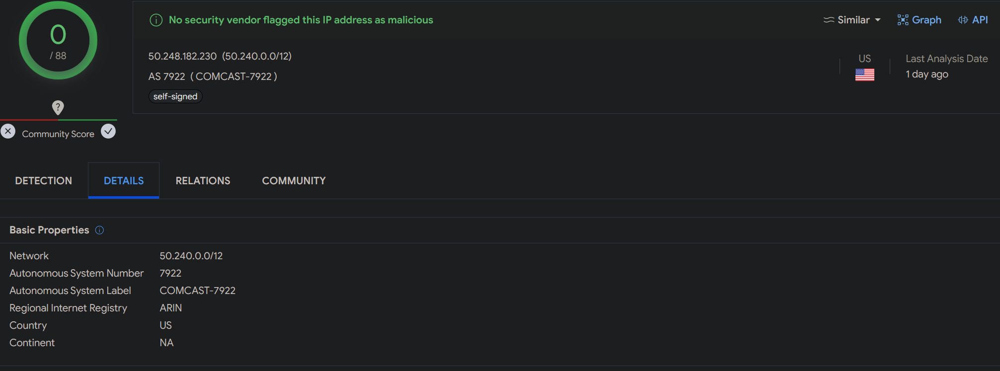 0
/ 88
?
Community Score
No security vendor flagged this IP address as malicious
Similar
Graph
API
50.248.182.230 (50.240.0.0/12)
AS 7922 ( COMCAST-7922 )
self-signed
US
Last Analysis Date
1 day ago
DETECTION DETAILS RELATIONS COMMUNITY
Basic Properties
Network 50.240.0.0/12
Autonomous System Number 7922
Autonomous System Label COMCAST-7922
Regional Internet Registry ARIN
Country US
Continent NA